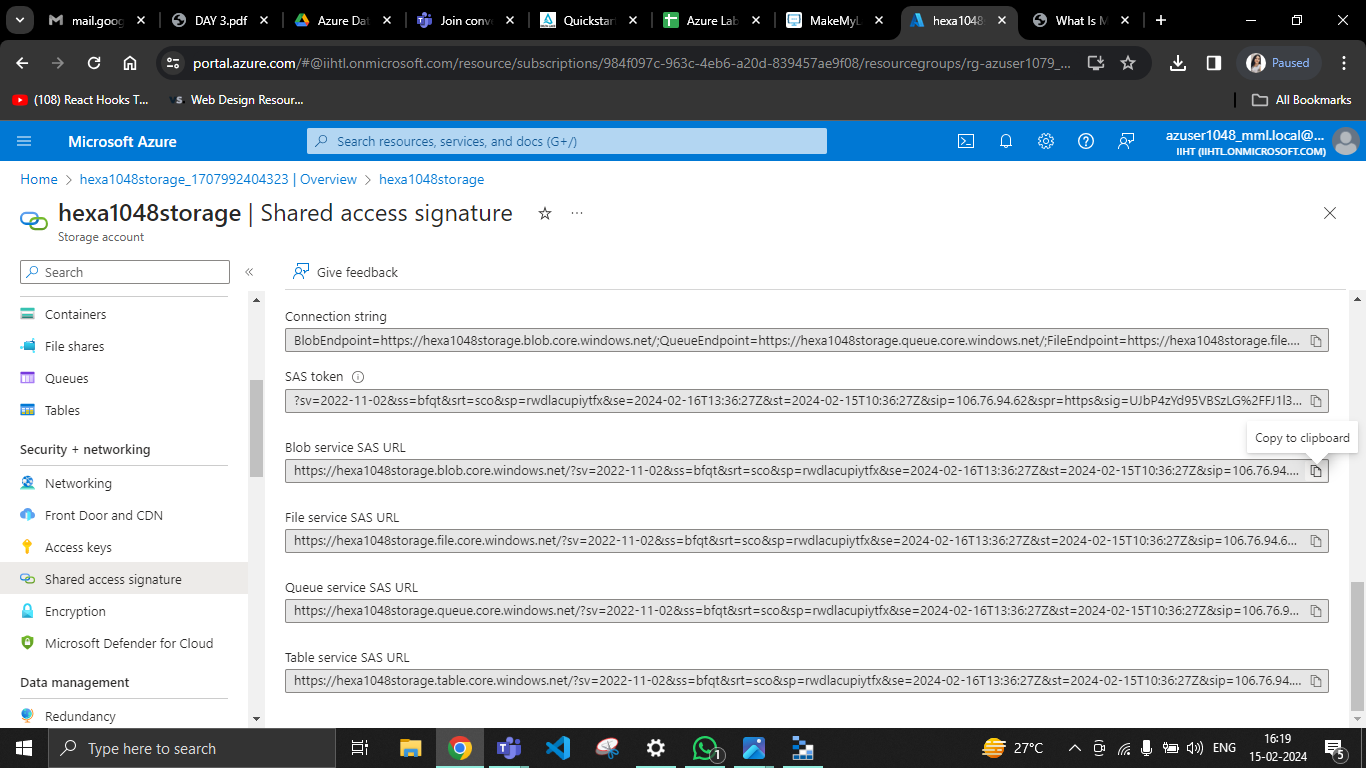 mail.goog
DAY 3.pdf
Azure Dat
Join conv
Quickstar
Azure Lab
MakeMyL
hexa1048
What Is M
portal.azure.com/#@iihtl.onmicrosoft.com/resource/subscriptions/984f097c-963c-4eb6-a20d-839457ae9f08/resourcegroups/rg-azuser1079_...
Paused
(108) React Hooks T...
VS
Web Design Resour...
All Bookmarks
Microsoft Azure
Search resources, services, and docs (G+/)
azuser1048_mml.local@...
IIHT (IIHTL.ONMICROSOFT.COM)
Home > hexa1048storage_1707992404323 | Overview > hexa1048storage
hexa1048storage | Shared access signature
Storage account
Search
Containers
File shares
Queues
Tables
Security + networking
Networking
Front Door and CDN
Access keys
Shared access signature
Encryption
Microsoft Defender for Cloud
Data management
Redundancy
Give feedback
Connection string
BlobEndpoint=https://hexa1048storage.blob.core.windows.net/;QueueEndpoint=https://hexa1048storage.queue.core.windows.net/;FileEndpoint=https://hexa1048storage.file....
SAS token
?sv=2022-11-02&ss=bfqt&srt=sco&sp=rwdlacupiytfx&se=2024-02-16T13:36:27Z&st=2024-02-15T10:36:27Z&sip=106.76.94.62&spr=https&sig=UJbP4zYd95VBSzLG%2FFJ1l3...
Copy to clipboard
Blob service SAS URL
https://hexa1048storage.blob.core.windows.net/?sv=2022-11-02&ss=bfqt&srt=sco&sp=rwdlacupiytfx&se=2024-02-16T13:36:27Z&st=2024-02-15T10:36:27Z&sip=106.76.94....
File service SAS URL
https://hexa1048storage.file.core.windows.net/?sv=2022-11-02&ss=bfqt&srt=sco&sp=rwdlacupiytfx&se=2024-02-16T13:36:27Z&st=2024-02-15T10:36:27Z&sip=106.76.94.6...
Queue service SAS URL
https://hexa1048storage.queue.core.windows.net/?sv=2022-11-02&ss=bfqt&srt=sco&sp=rwdlacupiytfx&se=2024-02-16T13:36:27Z&st=2024-02-15T10:36:27Z&sip=106.76.9...
Table service SAS URL
https://hexa1048storage.table.core.windows.net/?sv=2022-11-02&ss=bfqt&srt=sco&sp=rwdlacupiytfx&se=2024-02-16T13:36:27Z&st=2024-02-15T10:36:27Z&sip=106.76.94....
Type here to search
1
27°C
ENG
16:19
15-02-2024
5